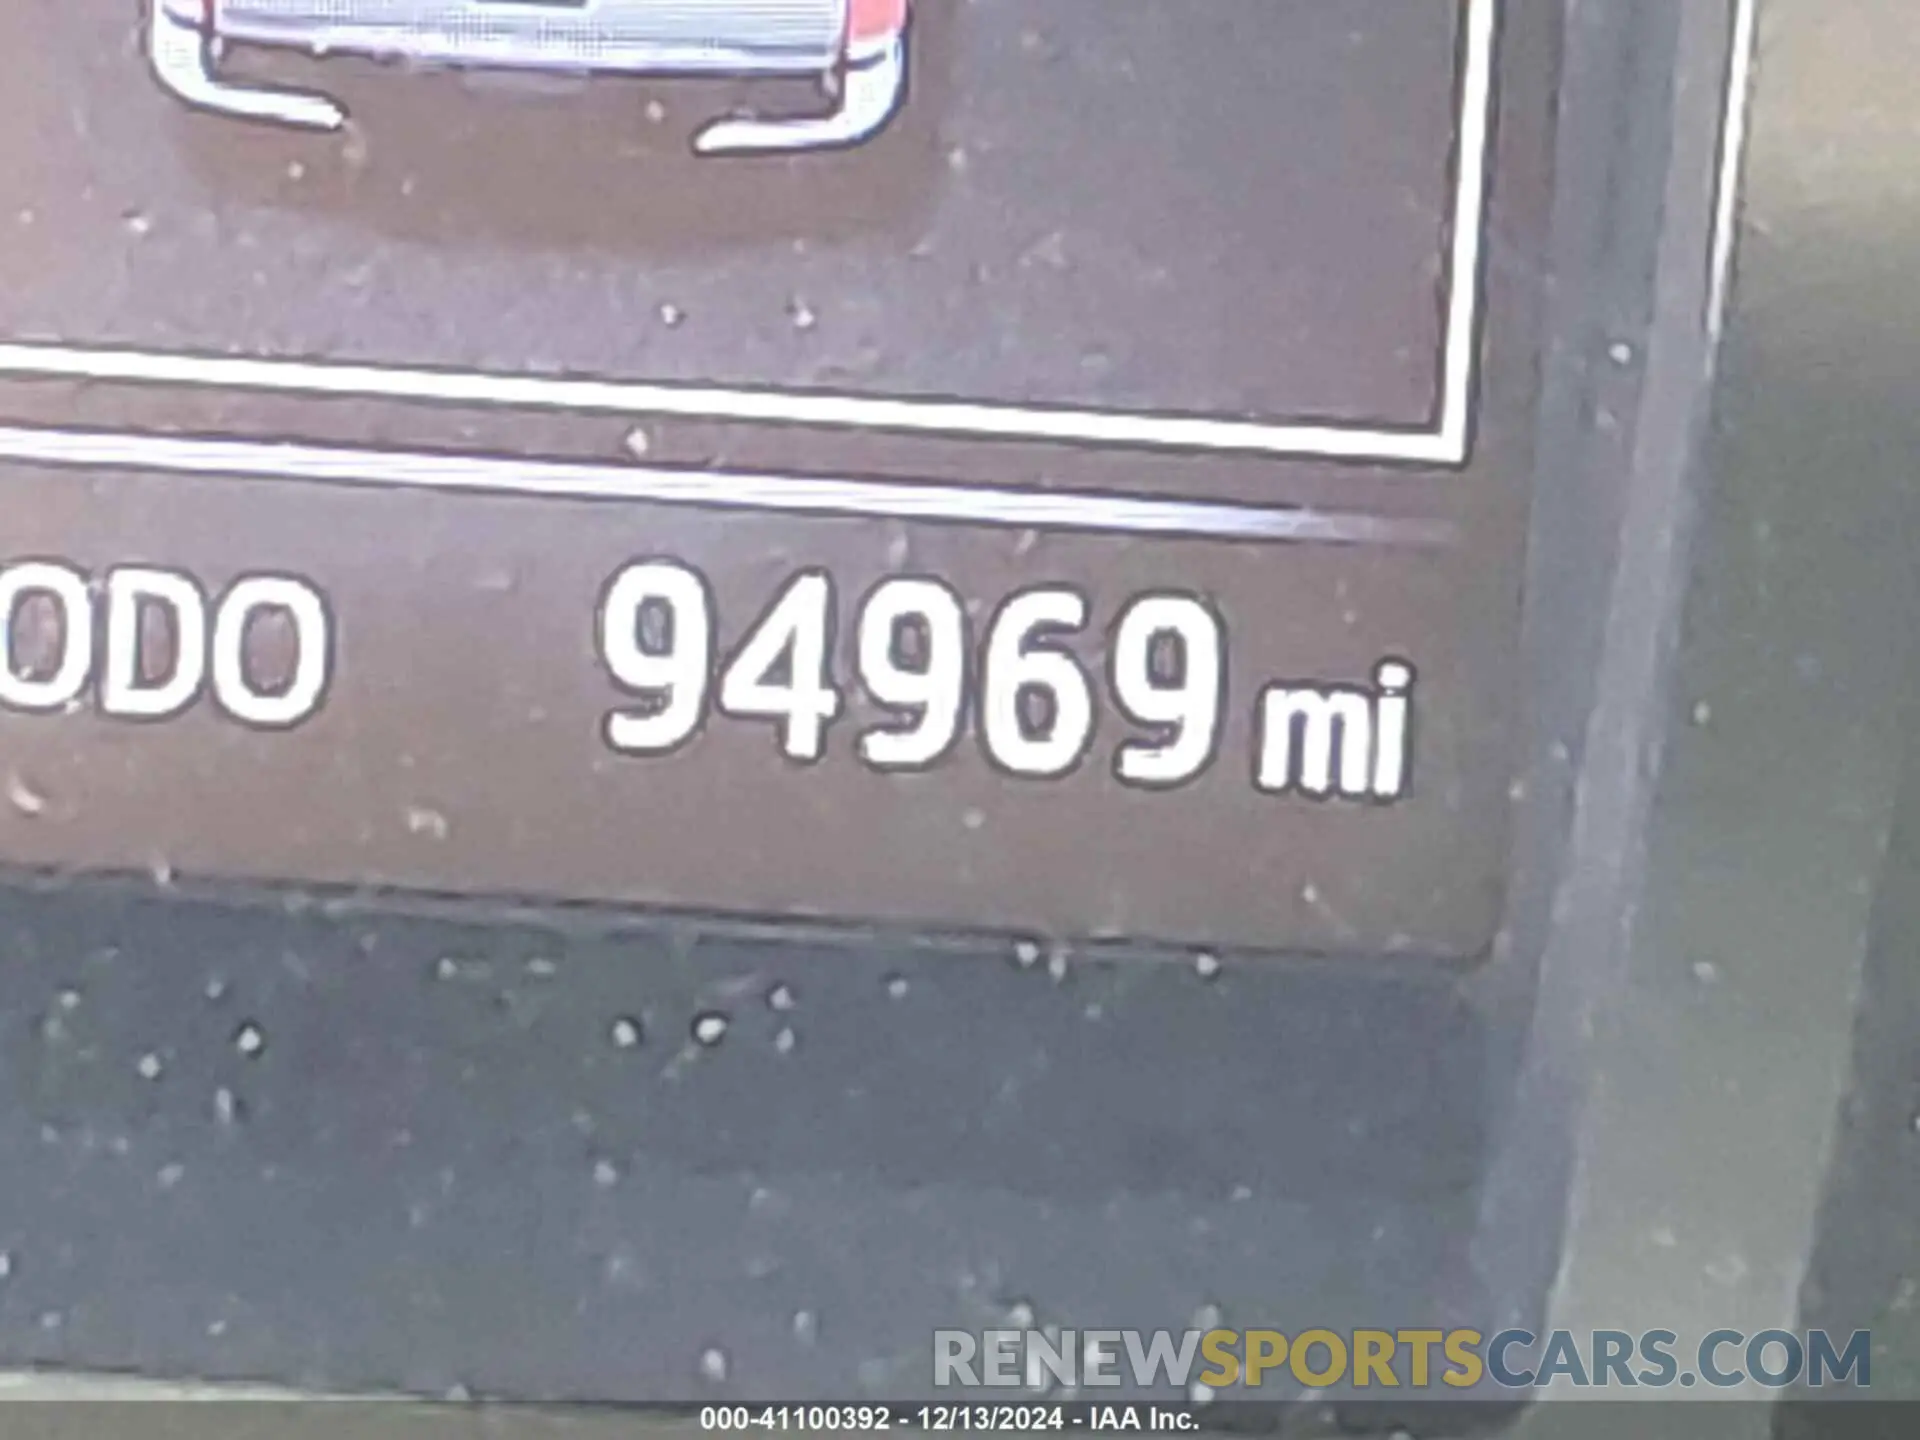 ODO 94969 mi
RENEWSPORTSCARS.COM
000-41100392 - 12/13/2024 - IAA Inc.